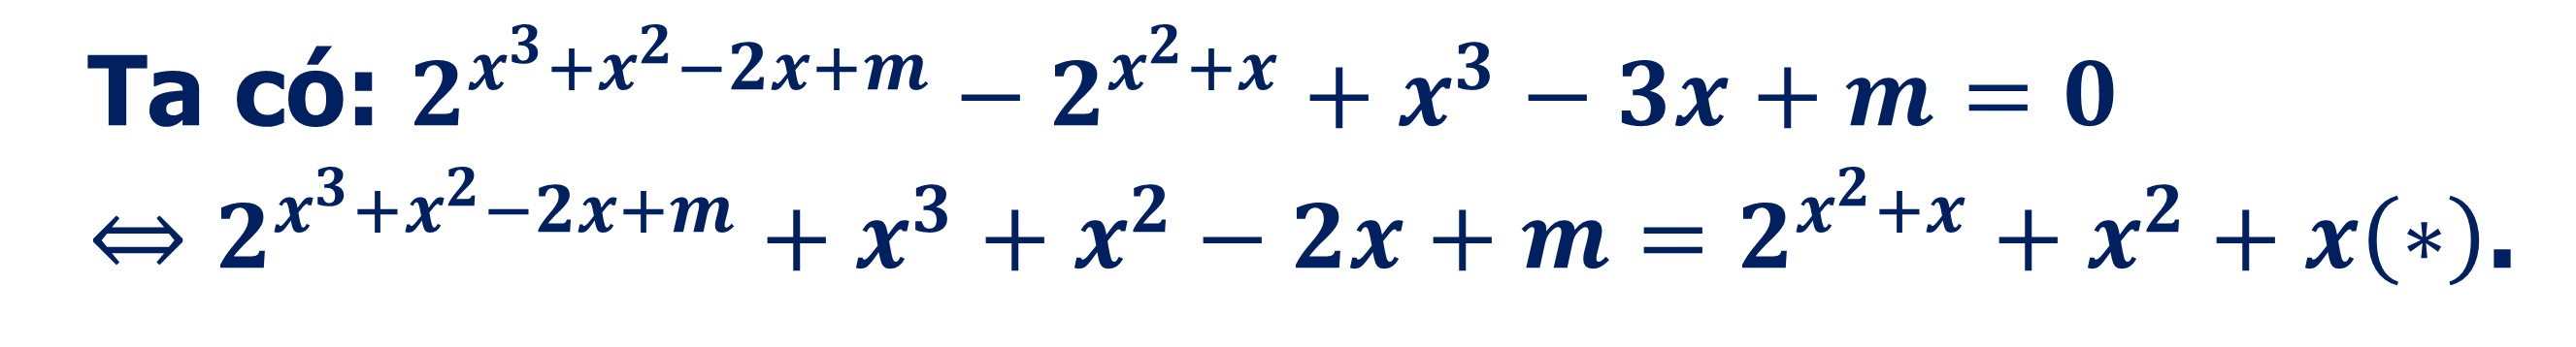 Ta có: $2^{x^3+x^2-2x+m} - 2^{x^2+x} + x^3 - 3x + m = 0$
$\Leftrightarrow 2^{x^3+x^2-2x+m} + x^3 + x^2 - 2x + m = 2^{x^2+x} + x^2 + x(*)$.